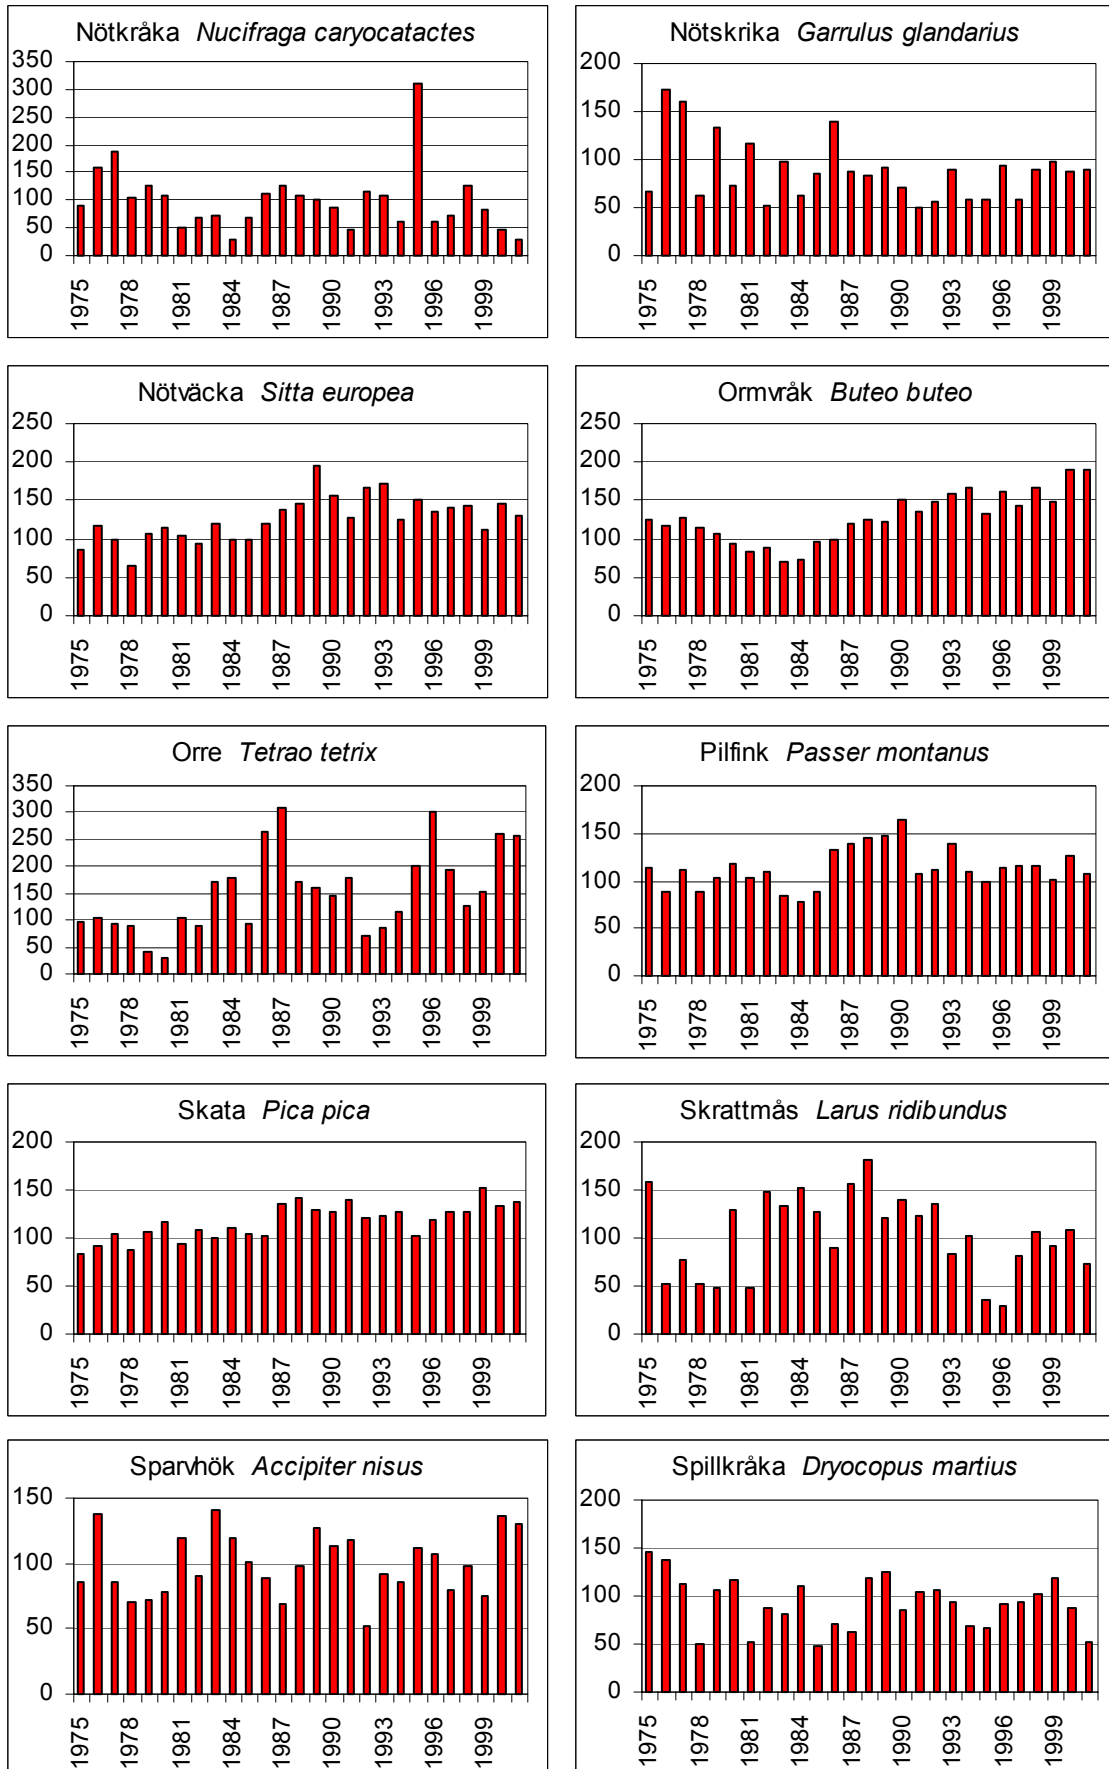 Nötkråka Nucifraga caryocatactes
350
300
250
200
150
100
50
0
1975 1978 1981 1984 1987 1990 1993 1996 1999
Nötskrika Garrulus glandarius
200
150
100
50
0
1975 1978 1981 1984 1987 1990 1993 1996 1999
Nötväcka Sitta europea
250
200
150
100
50
0
1975 1978 1981 1984 1987 1990 1993 1996 1999
Ormvråk Buteo buteo
250
200
150
100
50
0
1975 1978 1981 1984 1987 1990 1993 1996 1999
Orre Tetrao tetrix
350
300
250
200
150
100
50
0
1975 1978 1981 1984 1987 1990 1993 1996 1999
Pilfink Passer montanus
200
150
100
50
0
1975 1978 1981 1984 1987 1990 1993 1996 1999
Skata Pica pica
200
150
100
50
0
1975 1978 1981 1984 1987 1990 1993 1996 1999
Skrattmås Larus ridibundus
200
150
100
50
0
1975 1978 1981 1984 1987 1990 1993 1996 1999
Sparvhök Accipiter nisus
150
100
50
0
1975 1978 1981 1984 1987 1990 1993 1996 1999
Spillkråka Dryocopus martius
200
150
100
50
0
1975 1978 1981 1984 1987 1990 1993 1996 1999